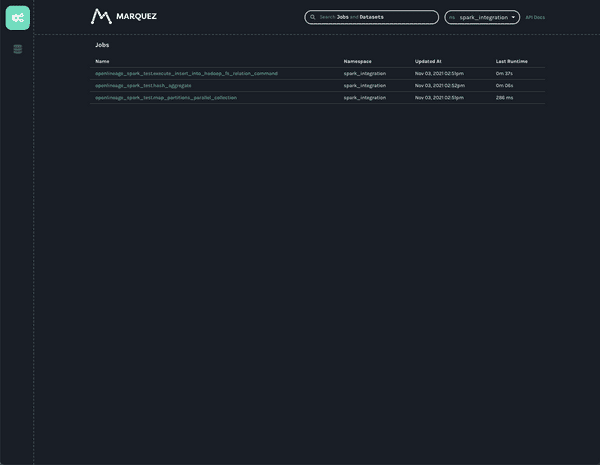 MARQUEZ
Search Jobs and Datasets
ns spark_integration
API Docs
Jobs
Name Namespace Updated At Last Runtime
openlineage_spark_test.execute_insert_into_hadoop_fs_relation_command spark_integration Nov 03, 2021 02:51pm 0m 37s
openlineage_spark_test.hash_aggregate spark_integration Nov 03, 2021 02:52pm 0m 06s
openlineage_spark_test.map_partitions_parallel_collection spark_integration Nov 03, 2021 02:51pm 286 ms